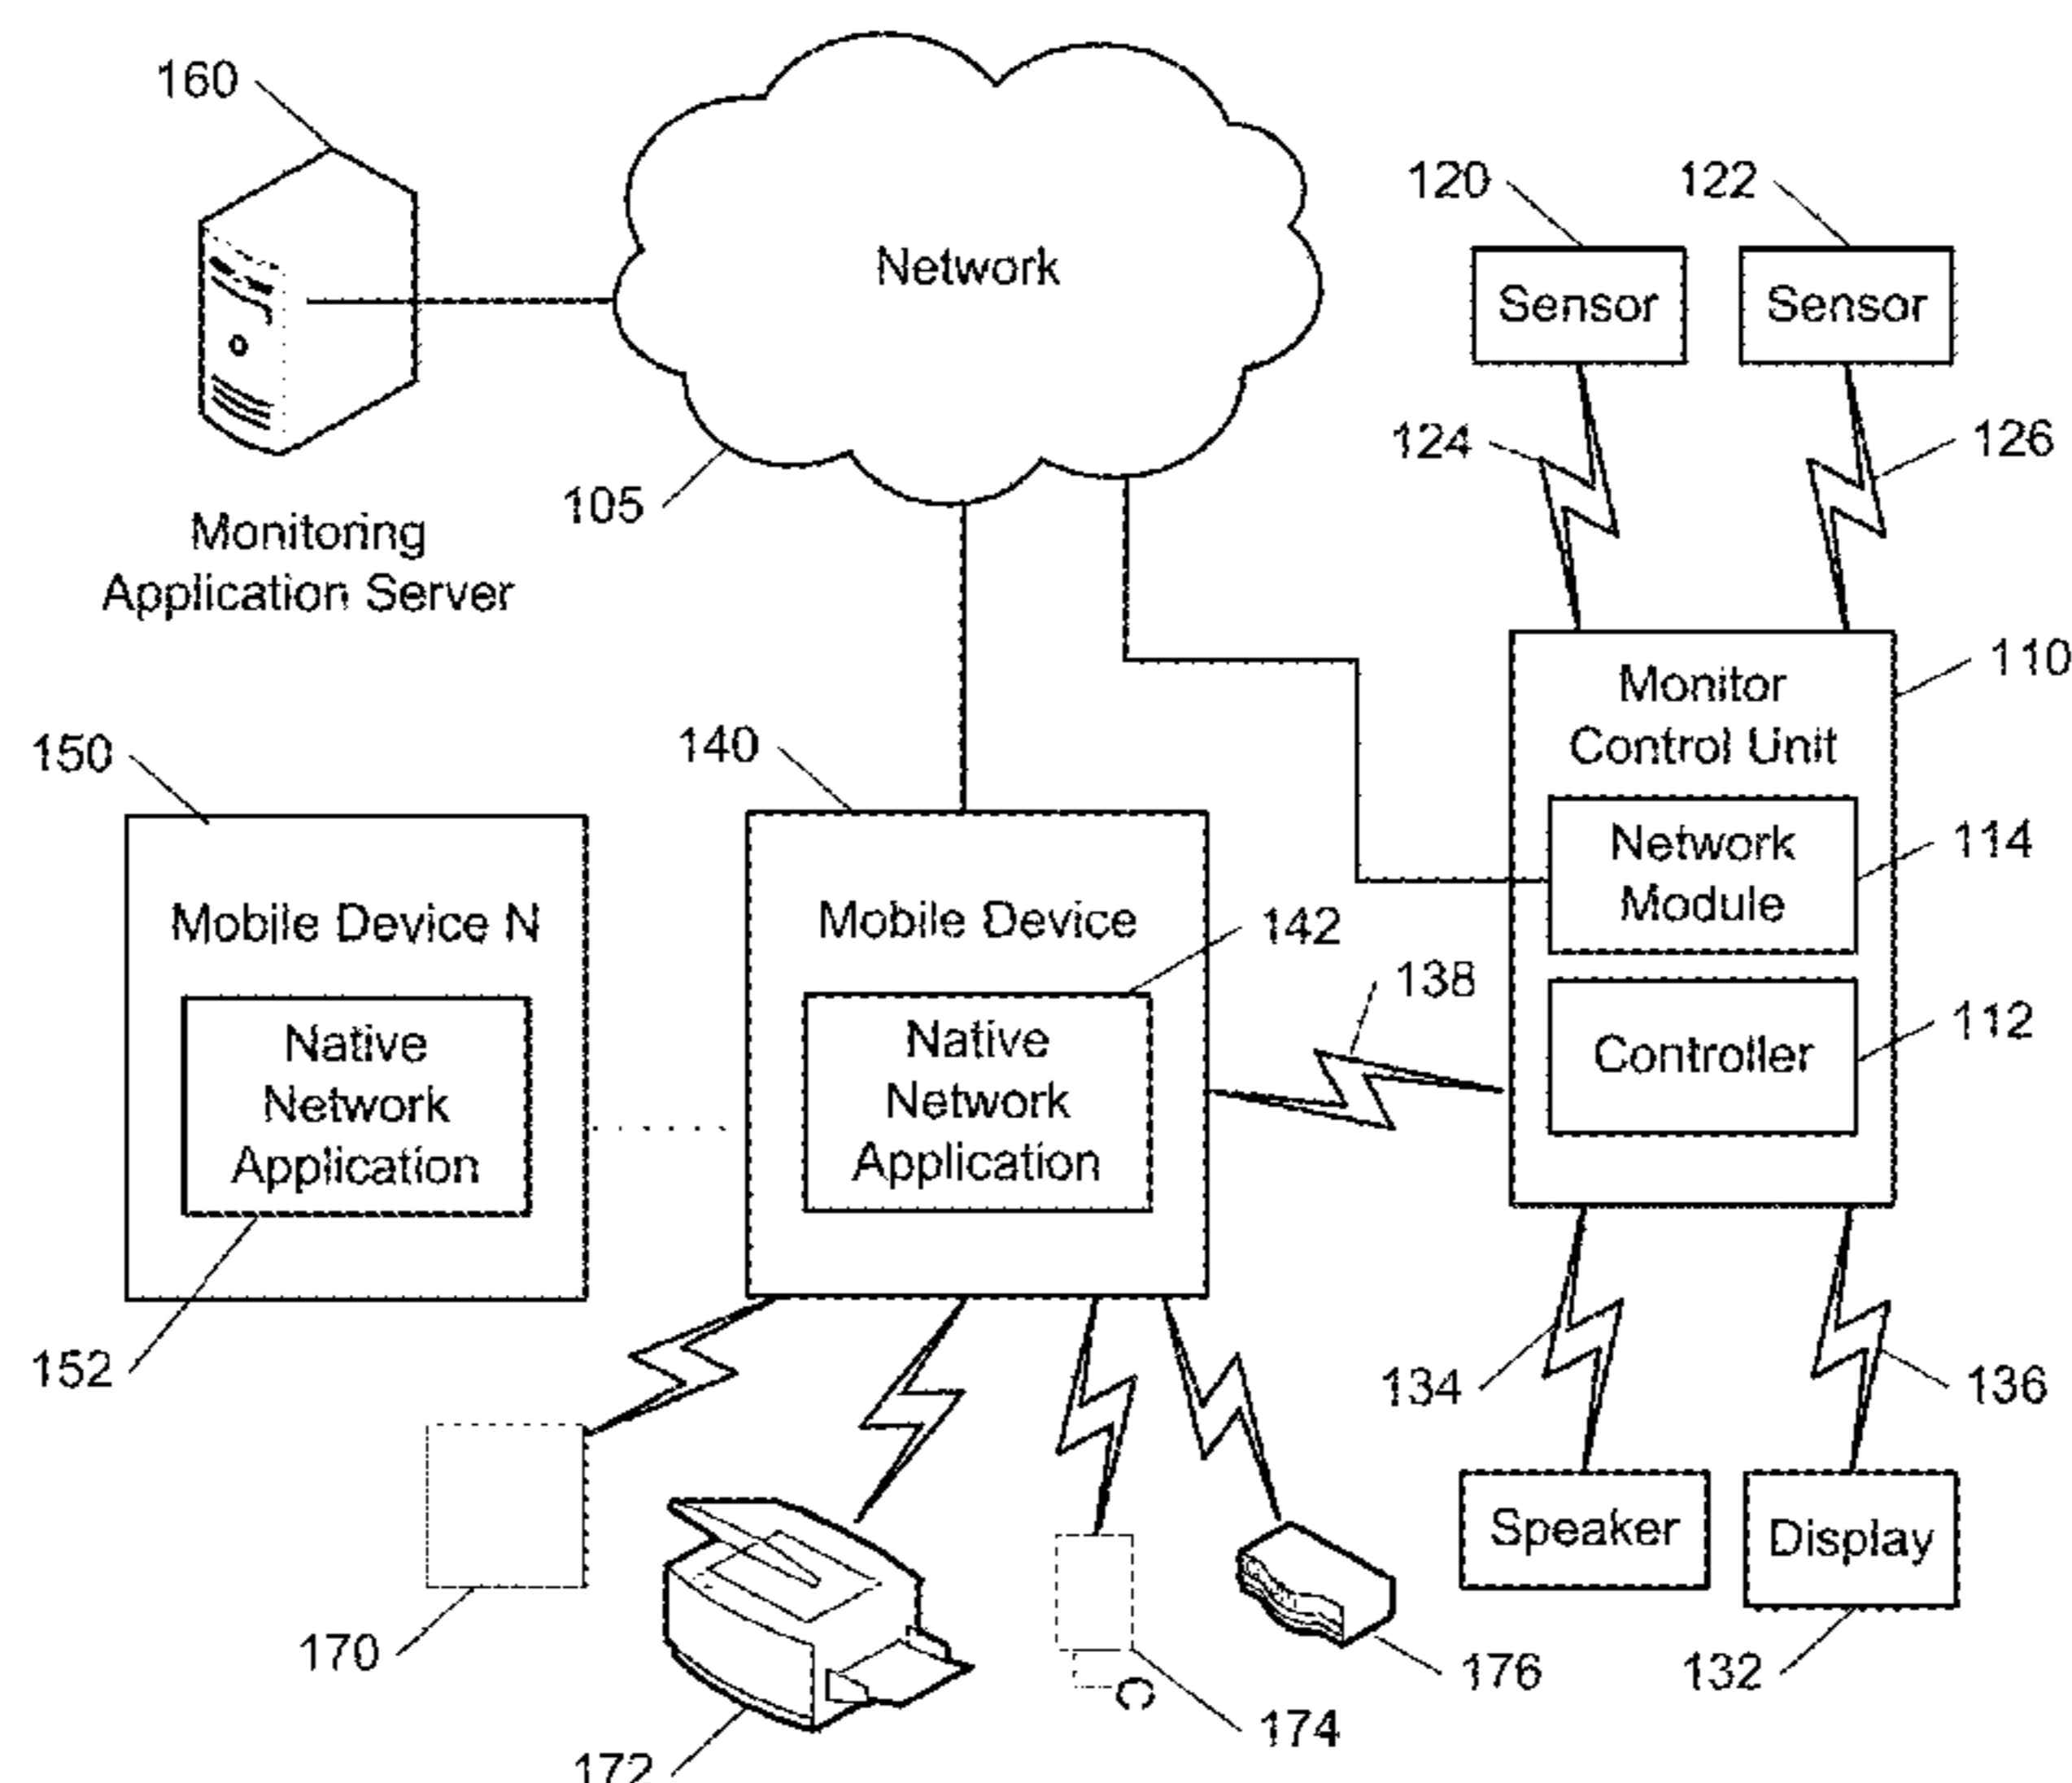 160
Network
120
122
Sensor
Sensor
124
126
105
Monitoring
Application Server
110
Monitor
Control Unit
150
140
Network
Module
114
Mobile Device N
Mobile Device
142
138
Native
Network
Application
Native
Network
Application
Controller
112
152
134
136
Speaker
Display
170
C
176
132
174
172